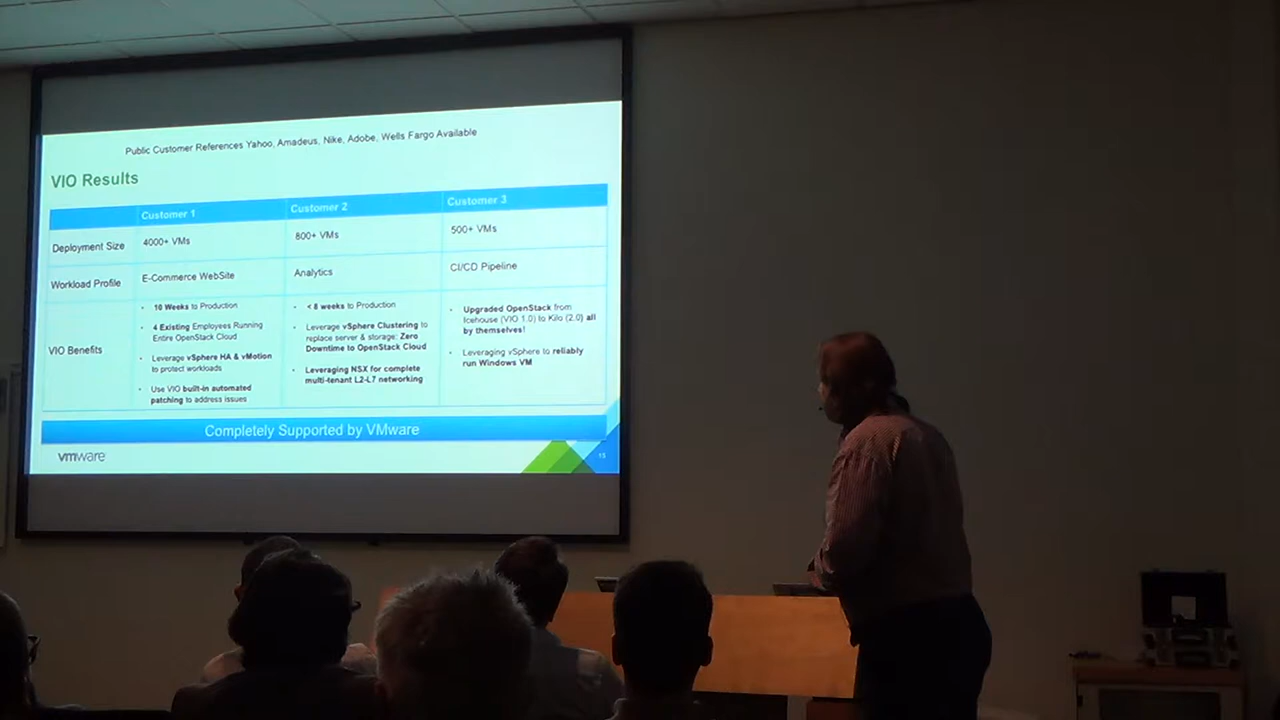 Public Customer References Yahoo, Amadeus, Nike, Adobe, Wells Fargo Available
VIO Results
Customer 1
Customer 2
Customer 3
Deployment Size
4000+ VMs
800+ VMs
500+ VMs
Workload Profile
E-Commerce WebSite
Analytics
CI/CD Pipeline
VIO Benefits
• 10 Weeks to Production
• 4 Existing Employees Running
Entire OpenStack Cloud
• Leverage vSphere HA & vMotion
to protect workloads
• Use VIO built-in automated
patching to address issues
• < 8 weeks to Production
• Leverage vSphere Clustering to
replace server & storage: Zero
Downtime to OpenStack Cloud
• Leveraging NSX for complete
multi-tenant L2-L7 networking
• Upgraded OpenStack from
Icehouse (VIO 1.0) to Kilo (2.0) all
by themselves!
• Leveraging vSphere to reliably
run Windows VM
Completely Supported by VMware
vmware
15